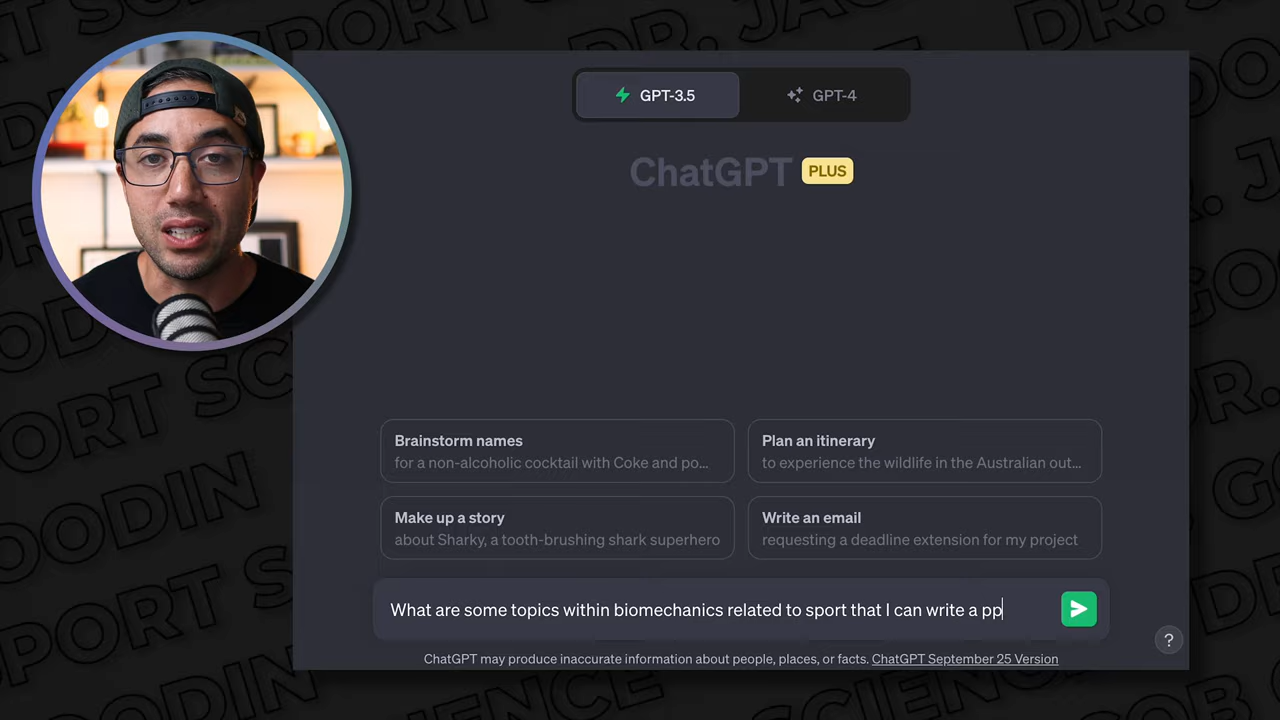 GPT-3.5
GPT-4
ChatGPT PLUS
Brainstorm names
for a non-alcoholic cocktail with Coke and po...
Plan an itinerary
to experience the wildlife in the Australian out...
Make up a story
about Sharky, a tooth-brushing shark superhero
Write an email
requesting a deadline extension for my project
What are some topics within biomechanics related to sport that I can write a pp
?
ChatGPT may produce inaccurate information about people, places, or facts. ChatGPT September 25 Version